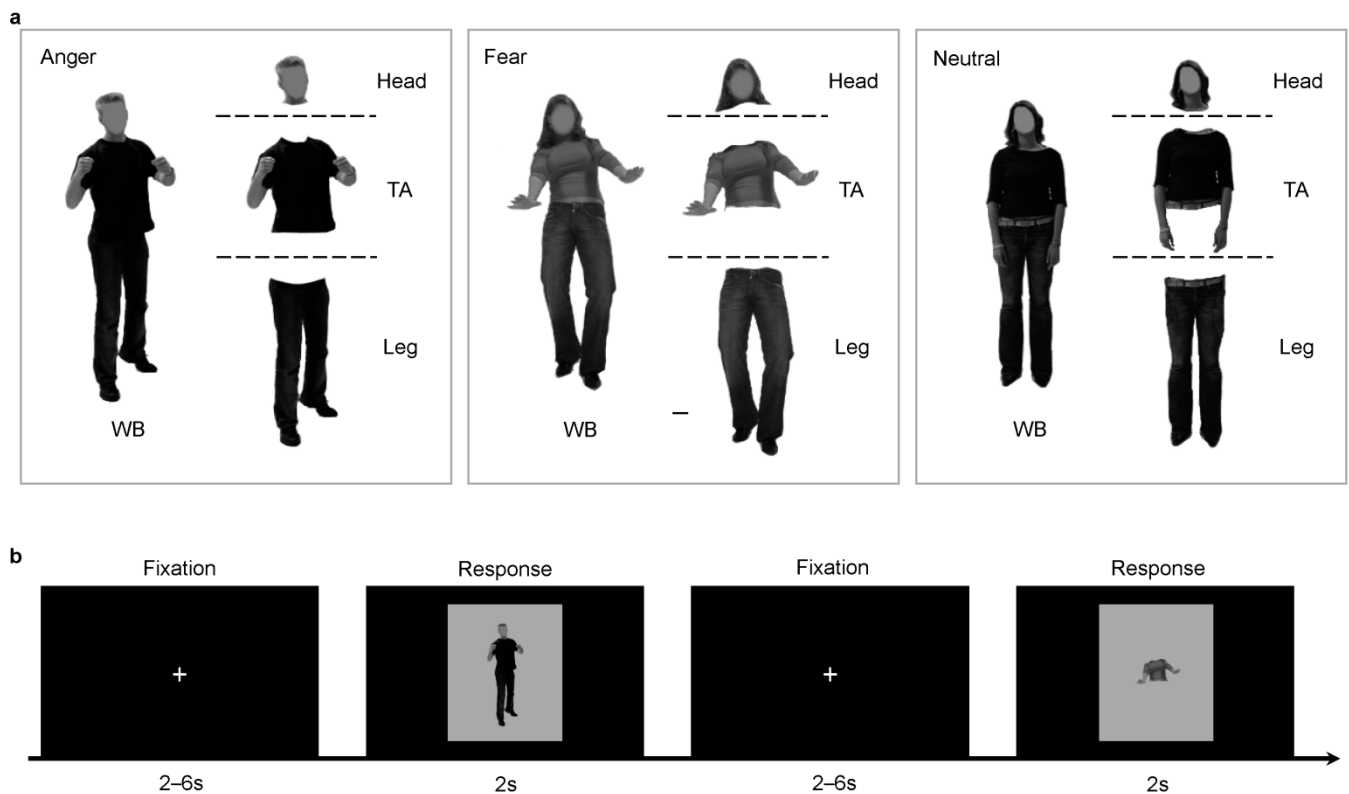 a
Anger
Head
TA
Leg
WB
Fear
Head
TA
Leg
WB
Neutral
Head
TA
Leg
WB
b
Fixation
Response
Fixation
Response
+
+
2–6s
2s
2–6s
2s